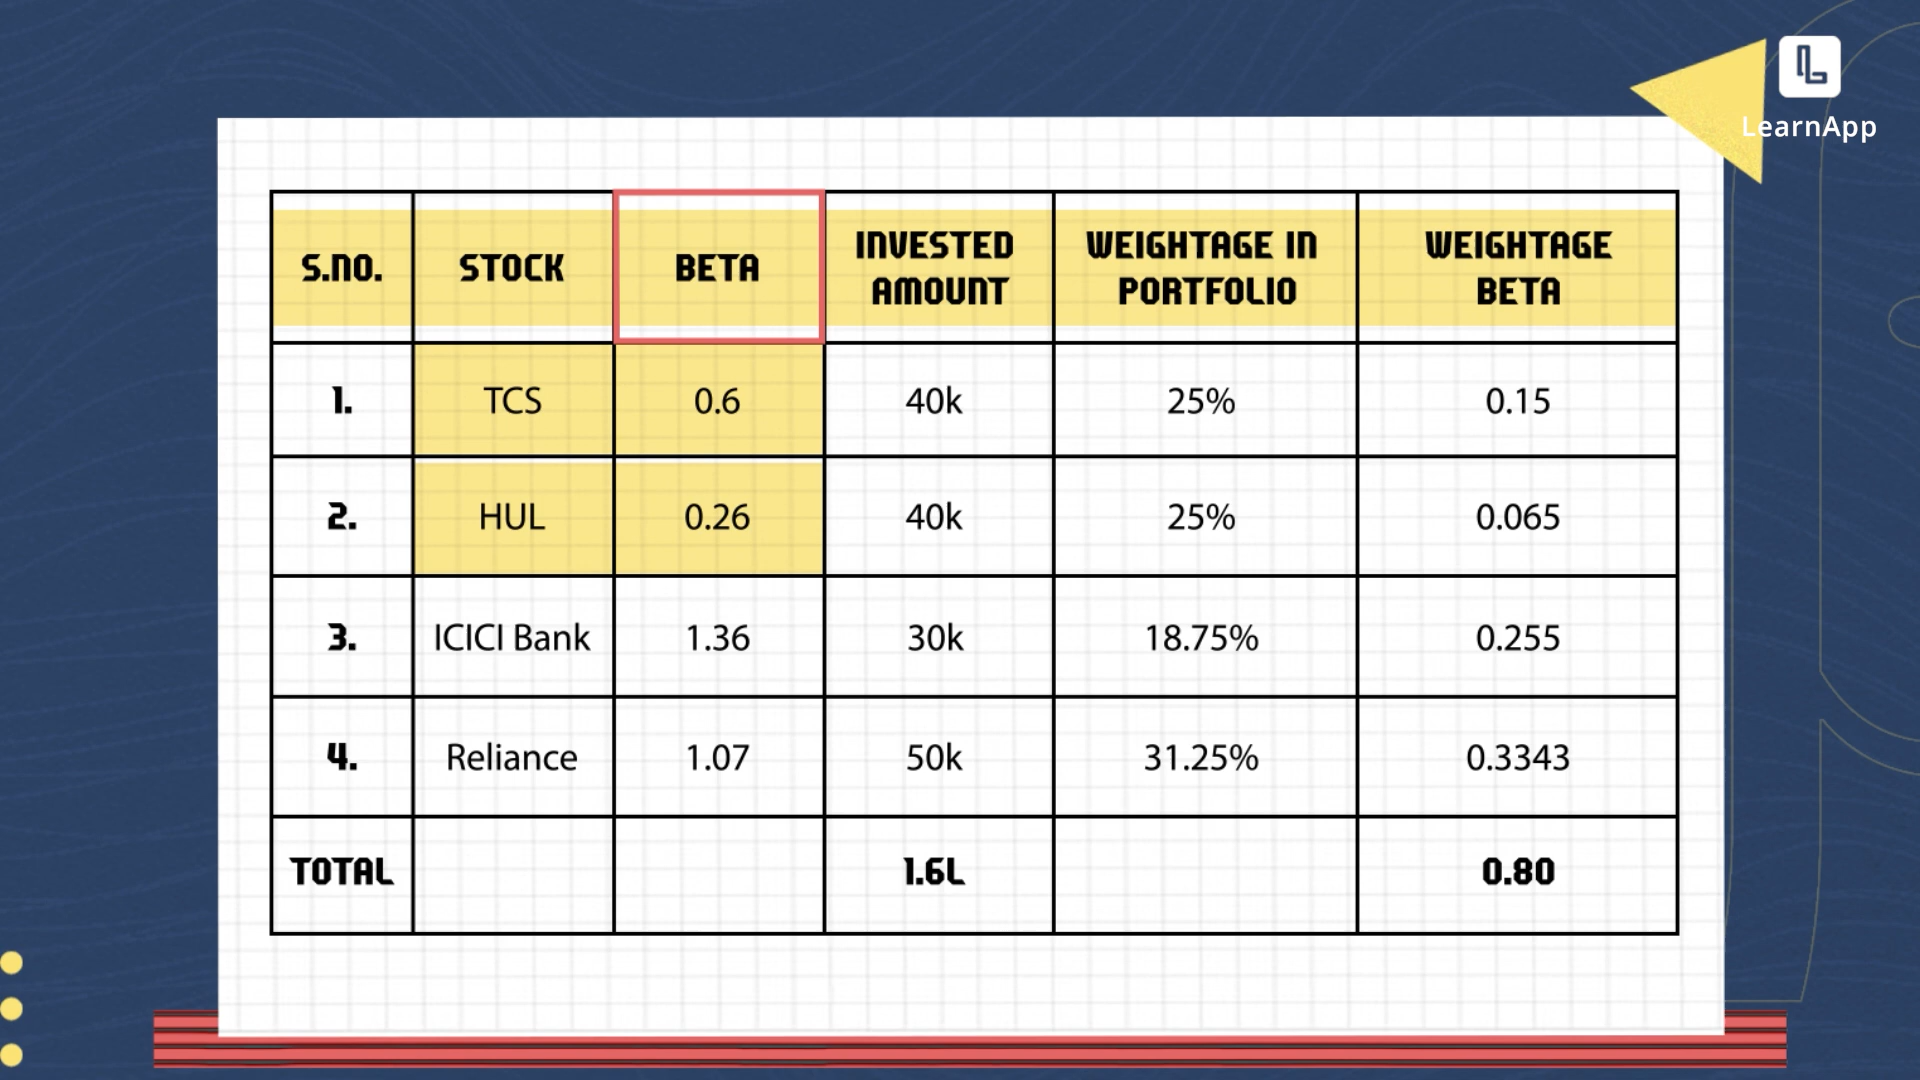 LearnApp
S.NO. STOCK BETA INVESTED AMOUNT WEIGHTAGE IN PORTFOLIO WEIGHTAGE BETA
1. TCS 0.6 40k 25% 0.15
2. HUL 0.26 40k 25% 0.065
3. ICICI Bank 1.36 30k 18.75% 0.255
4. Reliance 1.07 50k 31.25% 0.3343
TOTAL 1.6L 0.80